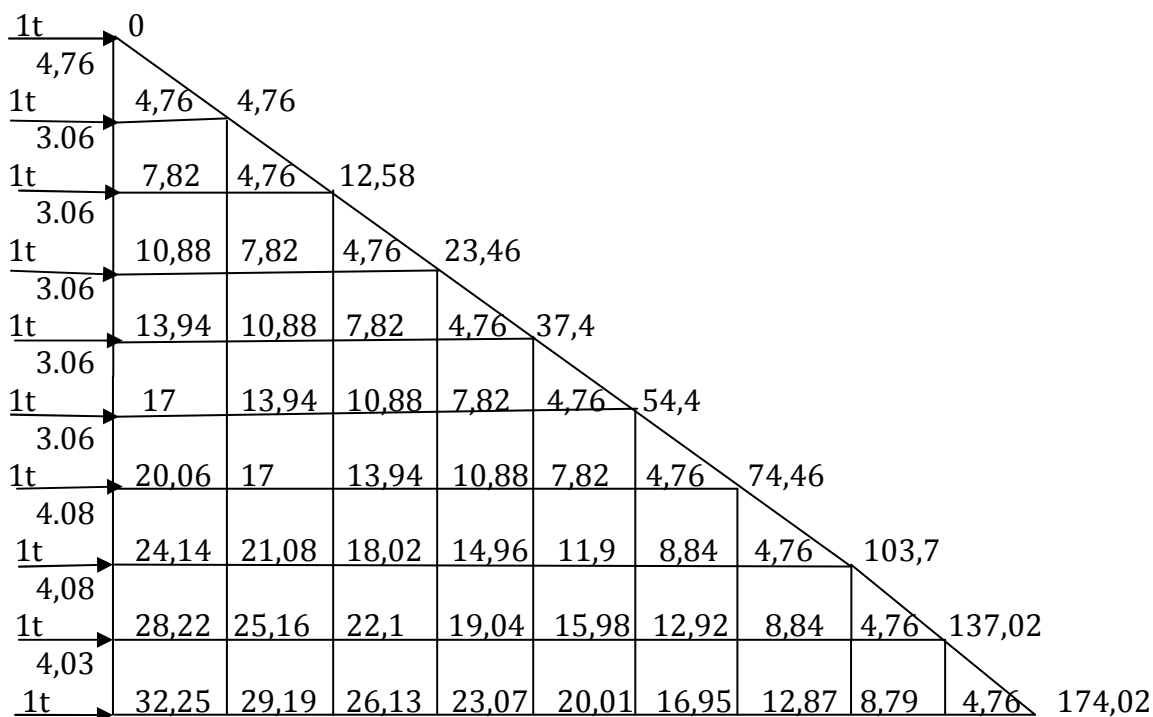 1t 0
4,76
1t 4,76 4,76
3.06
1t 7,82 4,76 12,58
3.06
1t 10,88 7,82 4,76 23,46
3.06
1t 13,94 10,88 7,82 4,76 37,4
3.06
1t 17 13,94 10,88 7,82 4,76 54,4
3.06
1t 20,06 17 13,94 10,88 7,82 4,76 74,46
4.08
1t 24,14 21,08 18,02 14,96 11,9 8,84 4,76 103,7
4,08
1t 28,22 25,16 22,1 19,04 15,98 12,92 8,84 4,76 137,02
4,03
1t 32,25 29,19 26,13 23,07 20,01 16,95 12,87 8,79 4,76 174,02